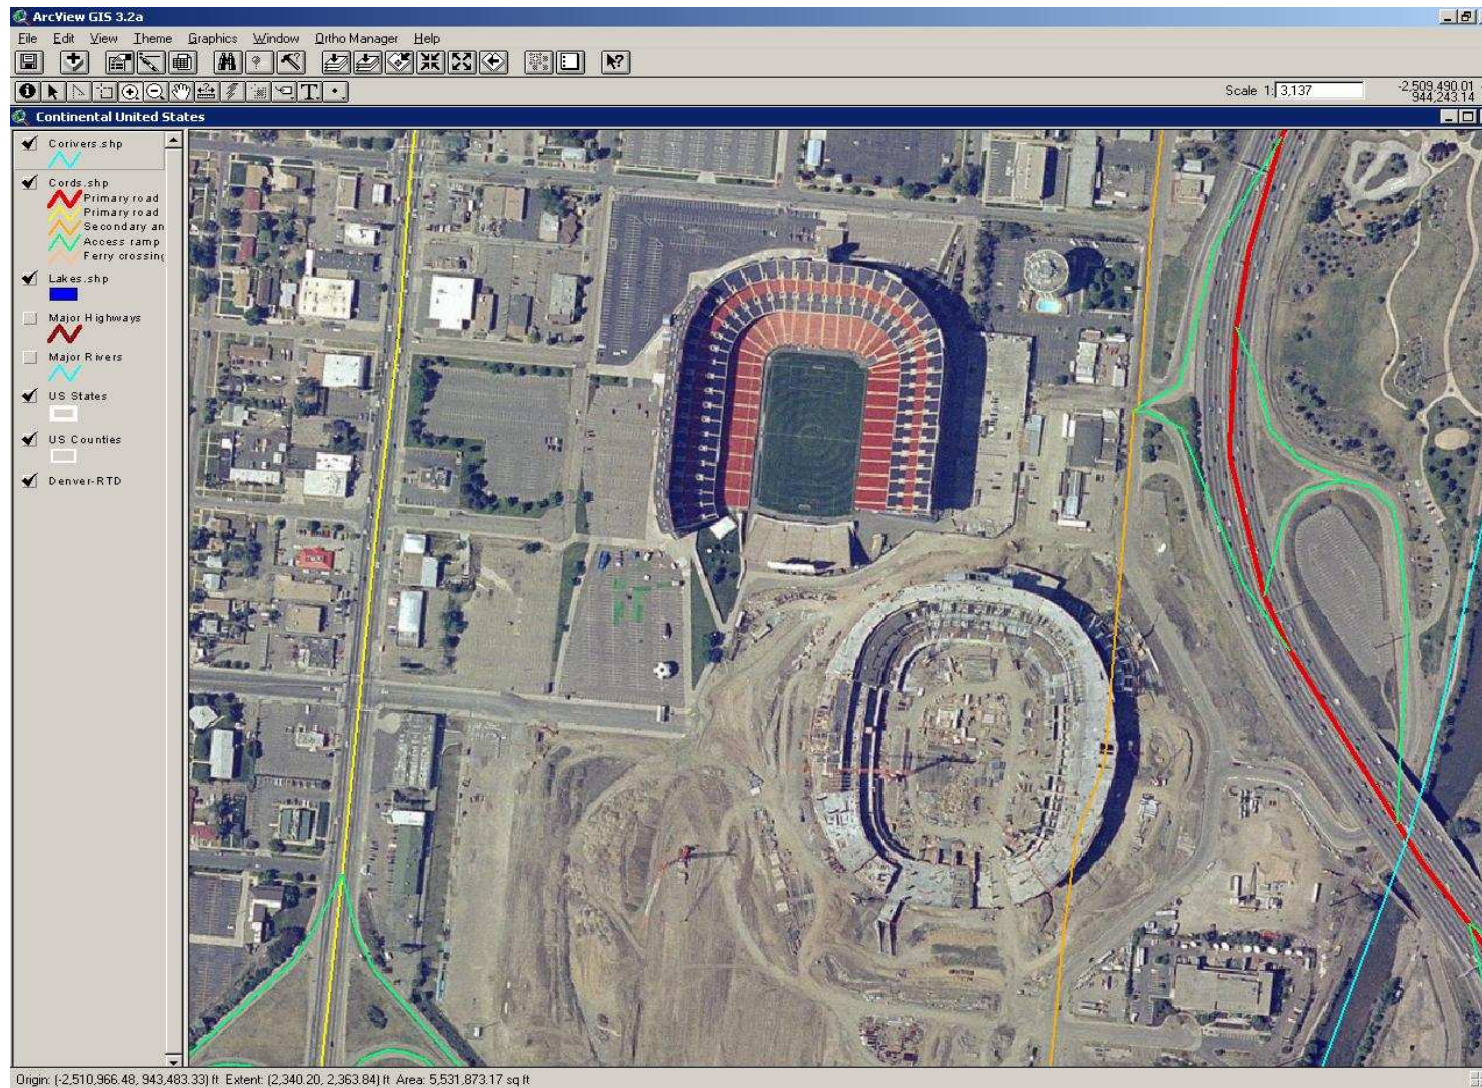 ArcView GIS 3.2a
File Edit View Theme Graphics Window Ortho Manager Help
Scale 1: 3,137
-2,509,490.01
944,243.14
Continental United States
Corivers.shp
Cords.shp
Primary road
Primary road
Secondary an
Access ramp
Ferry crossing
Lakes.shp
Major Highways
Major Rivers
US States
US Counties
Denver-RTD
Origin: (-2,510,966.48, 943,483.33) ft Extent: (2,340.20, 2,363.84) ft Area: 5,531,873.17 sq ft